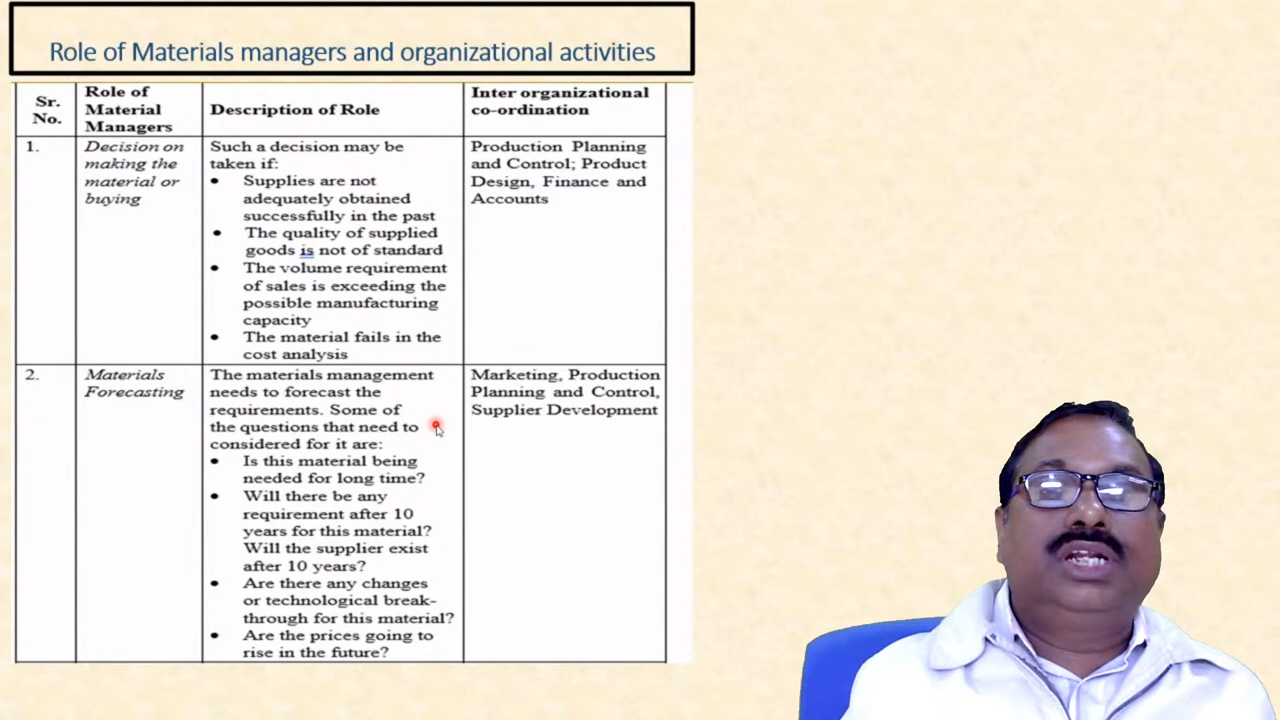 Role of Materials managers and organizational activities
Sr. No.
Role of Material Managers
Description of Role
Inter organizational co-ordination
1.
Decision on
making the
material or
buying
Such a decision may be
taken if:
• Supplies are not
adequately obtained
successfully in the past
• The quality of supplied
goods is not of standard
• The volume requirement
of sales is exceeding the
possible manufacturing
capacity
• The material fails in the
cost analysis
Production Planning
and Control; Product
Design, Finance and
Accounts
2.
Materials
Forecasting
The materials management
needs to forecast the
requirements. Some of
the questions that need to
considered for it are:
• Is this material being
needed for long time?
• Will there be any
requirement after 10
years for this material?
Will the supplier exist
after 10 years?
• Are there any changes
or technological break-
through for this material?
• Are the prices going to
rise in the future?
Marketing, Production
Planning and Control,
Supplier Development